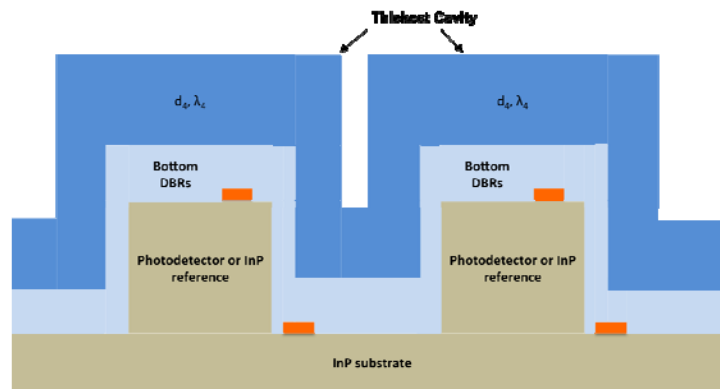 Thickest Cavity
d₄, λ₄
d₄, λ₄
Bottom
DBRs
Bottom
DBRs
Photodetector or InP
reference
Photodetector or InP
reference
InP substrate